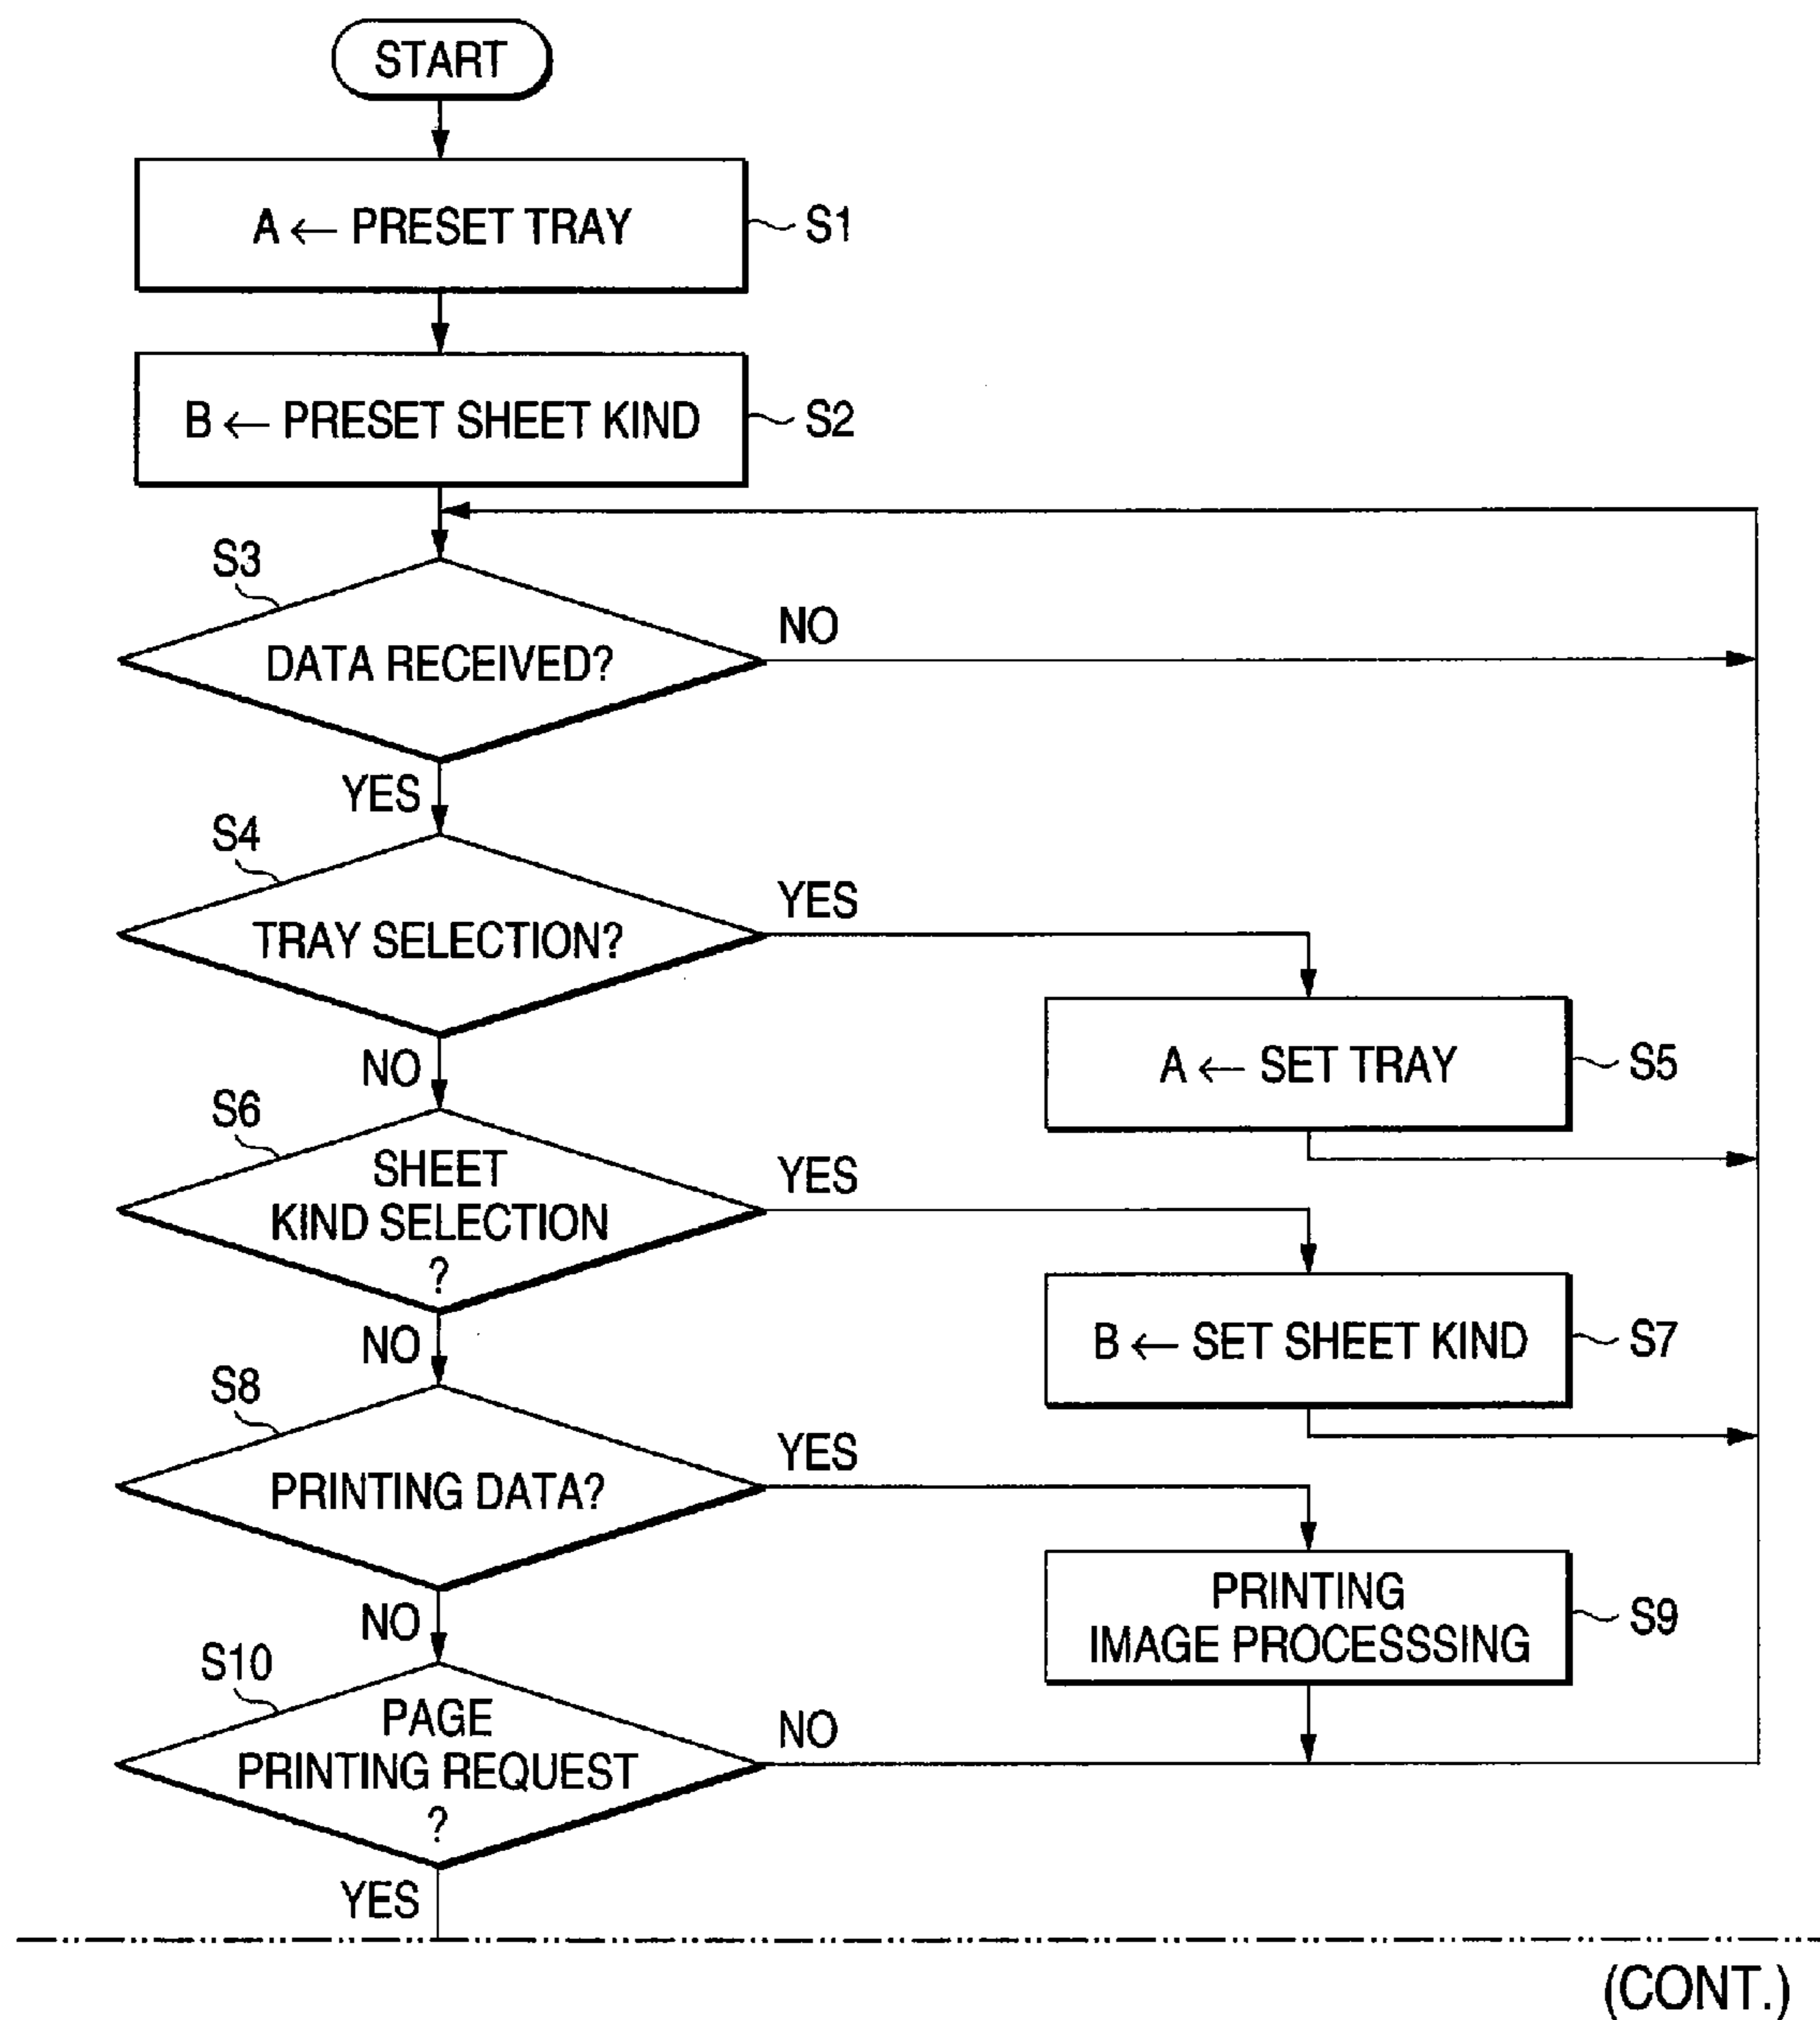 START
A ← PRESET TRAY
S1
B ← PRESET SHEET KIND
S2
S3
DATA RECEIVED?
NO
YES
S4
TRAY SELECTION?
YES
NO
A ← SET TRAY
S5
S6
SHEET
KIND SELECTION
?
YES
NO
B ← SET SHEET KIND
S7
S8
PRINTING DATA?
YES
NO
PRINTING
IMAGE PROCESSSING
S9
S10
PAGE
PRINTING REQUEST
?
NO
YES
(CONT.)